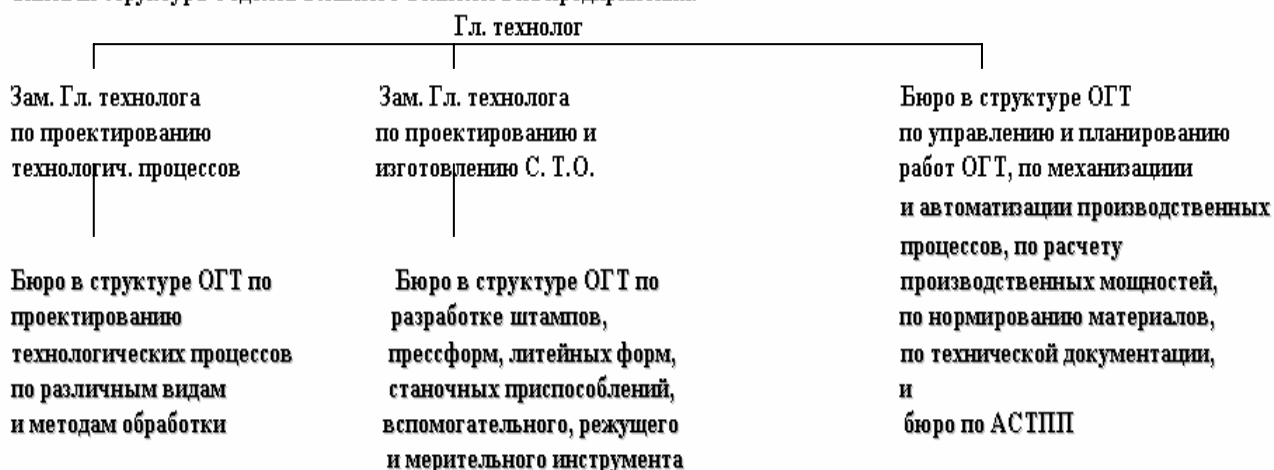 Гл. технолог
Зам. Гл. технолога
по проектированию
технологич. процессов
Зам. Гл. технолога
по проектированию и
изготовлению С. Т.О.
Бюро в структуре ОГТ
по управлению и планированию
работ ОГТ, по механизациии
и автоматизации производственных
процессов, по расчету
производственных мощностей,
по нормированию материалов,
по технической документации,
и
бюро по АСТПП
Бюро в структуре ОГТ по
проектированию
технологических процессов
по различным видам
и методам обработки
Бюро в структуре ОГТ по
разработке штампов,
прессформ, литейных форм,
станочных приспособлений,
вспомогательного, режущего
и мерительного инструмента